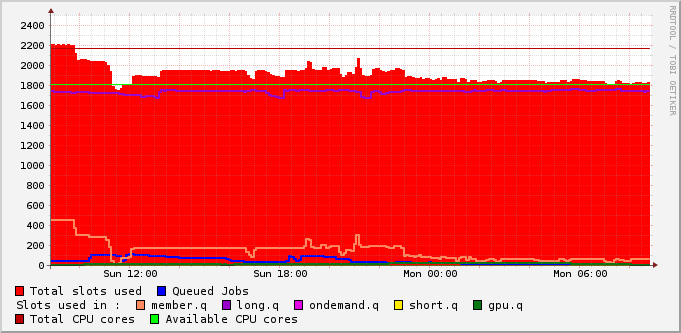 2400
2200
2000
1800
1600
1400
1200
1000
800
600
400
200
0
Sun 12:00 Sun 18:00 Mon 00:00 Mon 06:00
Total slots used Queued Jobs
Slots used in : member.q long.q ondemand.q short.q gpu.q
Total CPU cores Available CPU cores
RRDTOOL / TOBI OETIKER